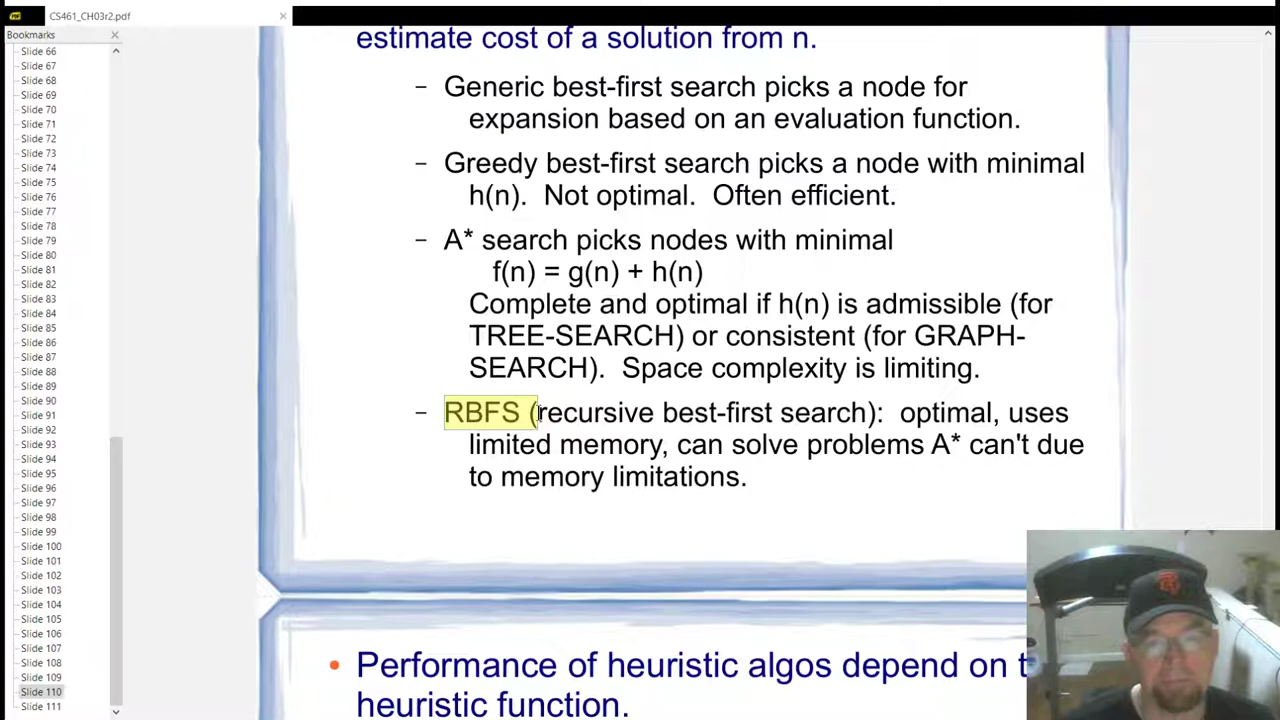 CS461_CH03r2.pdf
Bookmarks
Slide 66
Slide 67
Slide 68
Slide 69
Slide 70
Slide 71
Slide 72
Slide 73
Slide 74
Slide 75
Slide 76
Slide 77
Slide 78
Slide 79
Slide 80
Slide 81
Slide 82
Slide 83
Slide 84
Slide 85
Slide 86
Slide 87
Slide 88
Slide 89
Slide 90
Slide 91
Slide 92
Slide 93
Slide 94
Slide 95
Slide 96
Slide 97
Slide 98
Slide 99
Slide 100
Slide 101
Slide 102
Slide 103
Slide 104
Slide 105
Slide 106
Slide 107
Slide 108
Slide 109
Slide 110
Slide 111
estimate cost of a solution from n.
– Generic best-first search picks a node for
expansion based on an evaluation function.
– Greedy best-first search picks a node with minimal
h(n). Not optimal. Often efficient.
– A* search picks nodes with minimal
f(n) = g(n) + h(n)
Complete and optimal if h(n) is admissible (for
TREE-SEARCH) or consistent (for GRAPH-
SEARCH). Space complexity is limiting.
– RBFS (recursive best-first search): optimal, uses
limited memory, can solve problems A* can't due
to memory limitations.
• Performance of heuristic algos depend on t
heuristic function.